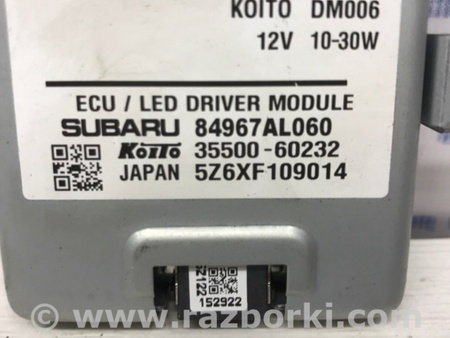 KOITO DM006
12V 10-30W
ECU / LED DRIVER MODULE
SUBARU 84967AL060
KOITO 35500-60232
JAPAN 5Z6XF109014
52122
152922
www.razborki.com